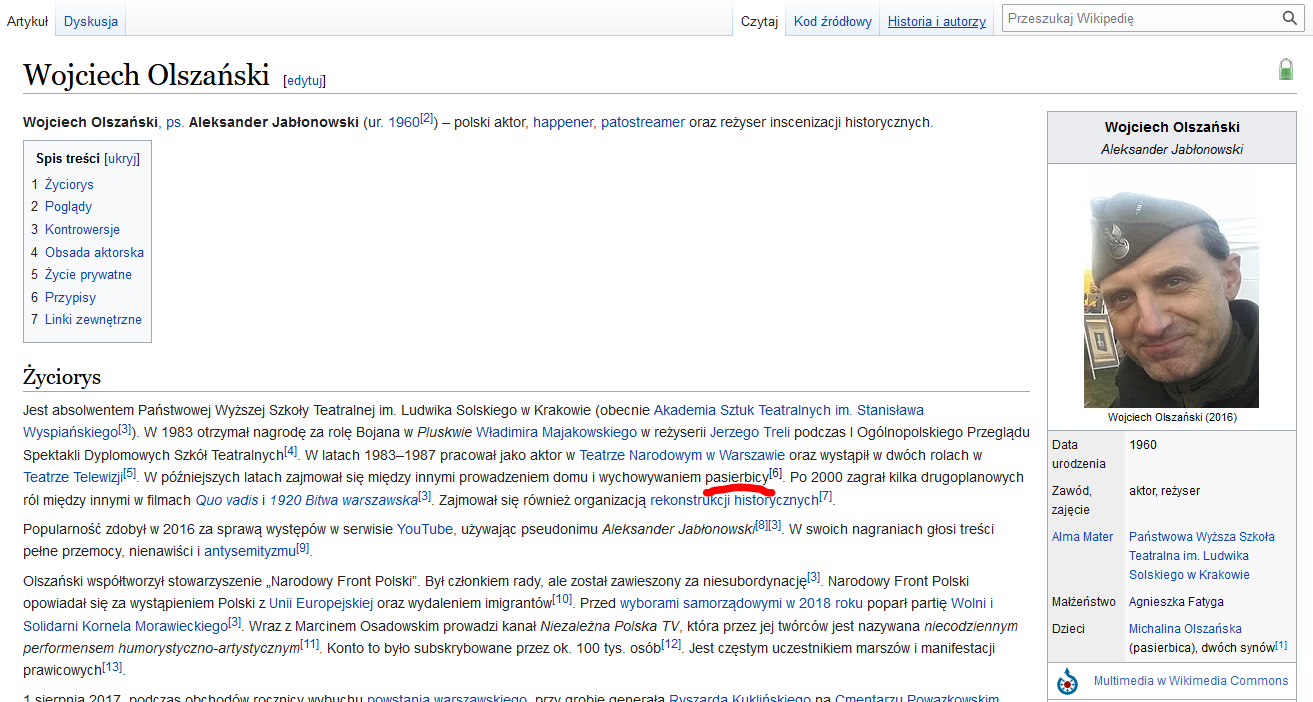 Artykuł Dyskusja Czytaj Kod źródłowy Historia i autorzy Przeszukaj Wikipedię
Wojciech Olszański [edytuj]
Wojciech Olszański, ps. Aleksander Jabłonowski (ur. 1960[2]) – polski aktor, happener, patostreamer oraz reżyser inscenizacji historycznych.
Spis treści [ukryj]
1 Życiorys
2 Poglądy
3 Kontrowersje
4 Obsada aktorska
5 Życie prywatne
6 Przypisy
7 Linki zewnętrzne
Życiorys
Jest absolwentem Państwowej Wyższej Szkoły Teatralnej im. Ludwika Solskiego w Krakowie (obecnie Akademia Sztuk Teatralnych im. Stanisława
Wyspiańskiego[3]). W 1983 otrzymał nagrodę za rolę Bojana w Pluskwie Władimira Majakowskiego w reżyserii Jerzego Treli podczas I Ogólnopolskiego Przeglądu
Spektakli Dyplomowych Szkół Teatralnych[4]. W latach 1983–1987 pracował jako aktor w Teatrze Narodowym w Warszawie oraz wystąpił w dwóch rolach w
Teatrze Telewizji[5]. W późniejszych latach zajmował się między innymi prowadzeniem domu i wychowywaniem pasierbicy[6]. Po 2000 zagrał kilka drugoplanowych
ról między innymi w filmach Quo vadis i 1920 Bitwa warszawska[3]. Zajmował się również organizacją rekonstrukcji historycznych[7].
Popularność zdobył w 2016 za sprawą występów w serwisie YouTube, używając pseudonimu Aleksander Jabłonowski[8][3]. W swoich nagraniach głosi treści
pełne przemocy, nienawiści i antysemityzmu[9].
Olszański współtworzył stowarzyszenie „Narodowy Front Polski”. Był członkiem rady, ale został zawieszony za niesubordynację[3]. Narodowy Front Polski
opowiadał się za wystąpieniem Polski z Unii Europejskiej oraz wydaleniem imigrantów[10]. Przed wyborami samorządowymi w 2018 roku poparł partię Wolni i
Solidarni Kornela Morawieckiego[3]. Wraz z Marcinem Osadowskim prowadzi kanał Niezależna Polska TV, która przez jej twórców jest nazywana niecodziennym
performensem humorystyczno-artystycznym[11]. Konto to było subskrybowane przez ok. 100 tys. osób[12]. Jest częstym uczestnikiem marszów i manifestacji
prawicowych[13].
1 sierpnia 2017, podczas obchodów rocznicy wybuchu powstania warszawskiego, przy grobie generała Ryszarda Kuklińskiego na Cmentarzu Powązkowskim
Wojciech Olszański
Aleksander Jabłonowski
Wojciech Olszański (2016)
Data urodzenia 1960
Zawód, zajęcie aktor, reżyser
Alma Mater Państwowa Wyższa Szkoła
Teatralna im. Ludwika
Solskiego w Krakowie
Małżeństwo Agnieszka Fatyga
Dzieci Michalina Olszańska
(pasierbica), dwóch synów[1]
Multimedia w Wikimedia Commons